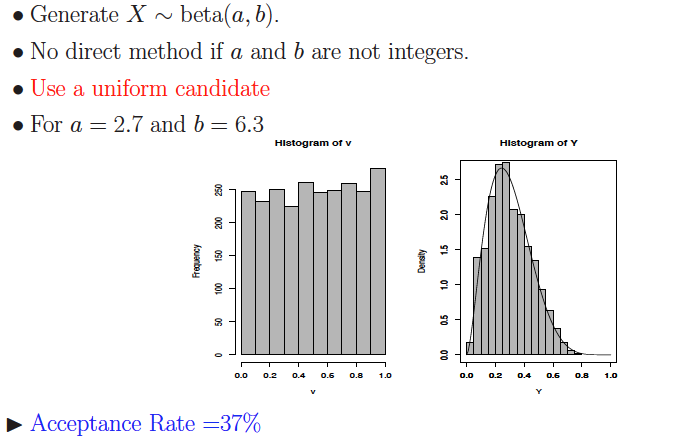 • Generate X ∼ beta(a, b).
• No direct method if a and b are not integers.
• Use a uniform candidate
• For a = 2.7 and b = 6.3
Histogram of v
Histogram of Y
Frequency
250
200
150
100
50
0
0.0 0.2 0.4 0.6 0.8 1.0
v
Density
2.5
2.0
1.5
1.0
0.5
0.0
0.0 0.2 0.4 0.6 0.8 1.0
Y
▶ Acceptance Rate =37%